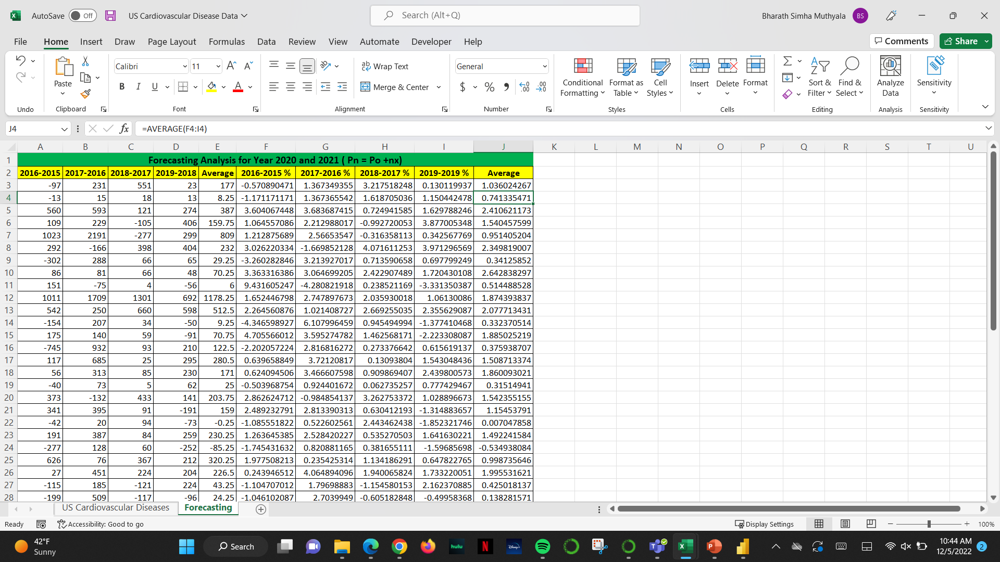 AutoSave Off US Cardiovascular Disease Data Search (Alt+Q) Bharath Simha Muthyala BS
File Home Insert Draw Page Layout Formulas Data Review View Automate Developer Help Comments Share
Calibri 11 Wrap Text General
Paste B I U Merge & Center $ % Conditional Formatting Format as Table Cell Styles Insert Delete Format Sort & Filter Find & Select Analyze Data Sensitivity
Undo Clipboard Font Alignment Number Styles Cells Editing Analysis Sensitivity
J4 fx =AVERAGE(F4:I4)
A B C D E F G H I J K L M N O P Q R S T U
1 Forecasting Analysis for Year 2020 and 2021 ( Pn = Po +nx)
2 2016-2015 2017-2016 2018-2017 2019-2018 Average 2016-2015 % 2017-2016 % 2018-2017 % 2019-2019 % Average
3 -97 231 551 23 177 -0.570890471 1.367349355 3.217518248 0.130119937 1.036024267
4 -13 15 18 13 8.25 -1.171171171 1.367365542 1.618705036 1.150442478 0.741335471
5 560 593 121 274 387 3.604067448 3.683687415 0.724941585 1.629788246 2.410621173
6 109 229 -105 406 159.75 1.064557086 2.212988017 -0.992720053 3.877005348 1.540457599
7 1023 2191 -277 299 809 1.212875689 2.56653547 -0.316358113 0.342567769 0.951405204
8 292 -166 398 404 232 3.026220334 -1.669852128 4.071611253 3.971296569 2.349819007
9 -302 288 66 65 29.25 -3.260282846 3.213927017 0.713590658 0.697799249 0.34125852
10 86 81 66 48 70.25 3.363316386 3.064699205 2.422907489 1.720430108 2.642838297
11 151 -75 4 -56 6 9.431605247 -4.280821918 0.238521169 -3.331350387 0.514488528
12 1011 1709 1301 692 1178.25 1.652446798 2.747897673 2.035930018 1.06130086 1.874393837
13 542 250 660 598 512.5 2.264560876 1.021408727 2.669255035 2.355629087 2.077713431
14 -154 207 34 -50 9.25 -4.346598927 6.107996459 0.945494994 -1.377410468 0.332370514
15 175 140 59 -91 70.75 4.705566012 3.595274782 1.462568171 -2.223308087 1.885025219
16 -745 932 93 210 122.5 -2.202057224 2.816816272 0.273376642 0.615619137 0.375938707
17 117 685 25 295 280.5 0.639658849 3.72120817 0.13093804 1.543048436 1.508713374
18 56 313 85 230 171 0.624094506 3.466607598 0.909869407 2.439800573 1.860093021
19 -40 73 5 62 25 -0.503968754 0.924401672 0.062735257 0.777429467 0.31514941
20 373 -132 433 141 203.75 2.862624712 -0.984854137 3.262753372 1.028896673 1.542355155
21 341 395 91 -191 159 2.489232791 2.813390313 0.630412193 -1.314883657 1.15453791
22 -42 20 94 -73 -0.25 -1.085551822 0.522602561 2.443462438 -1.852321746 0.007047858
23 191 387 84 259 230.25 1.263645385 2.528420227 0.535270503 1.641630221 1.492241584
24 -277 128 60 -252 -85.25 -1.745431632 0.820881165 0.381655111 -1.59685698 -0.534938084
25 626 76 367 212 320.25 1.977508213 0.235425314 1.134186291 0.647822765 0.998735646
26 27 451 224 204 226.5 0.243946512 4.064894096 1.940065824 1.733220051 1.995531621
27 -115 185 -121 224 43.25 -1.104707012 1.79698883 -1.154580153 2.162370885 0.425018137
28 -199 509 -117 -96 24.25 -1.046102087 2.7039949 -0.605182848 -0.49958368 0.138281571
US Cardiovascular Diseases Forecasting
Ready Accessibility: Good to go Display Settings 100%
42°F Sunny Search hulu N Disney+ 10:44 AM 12/5/2022 2